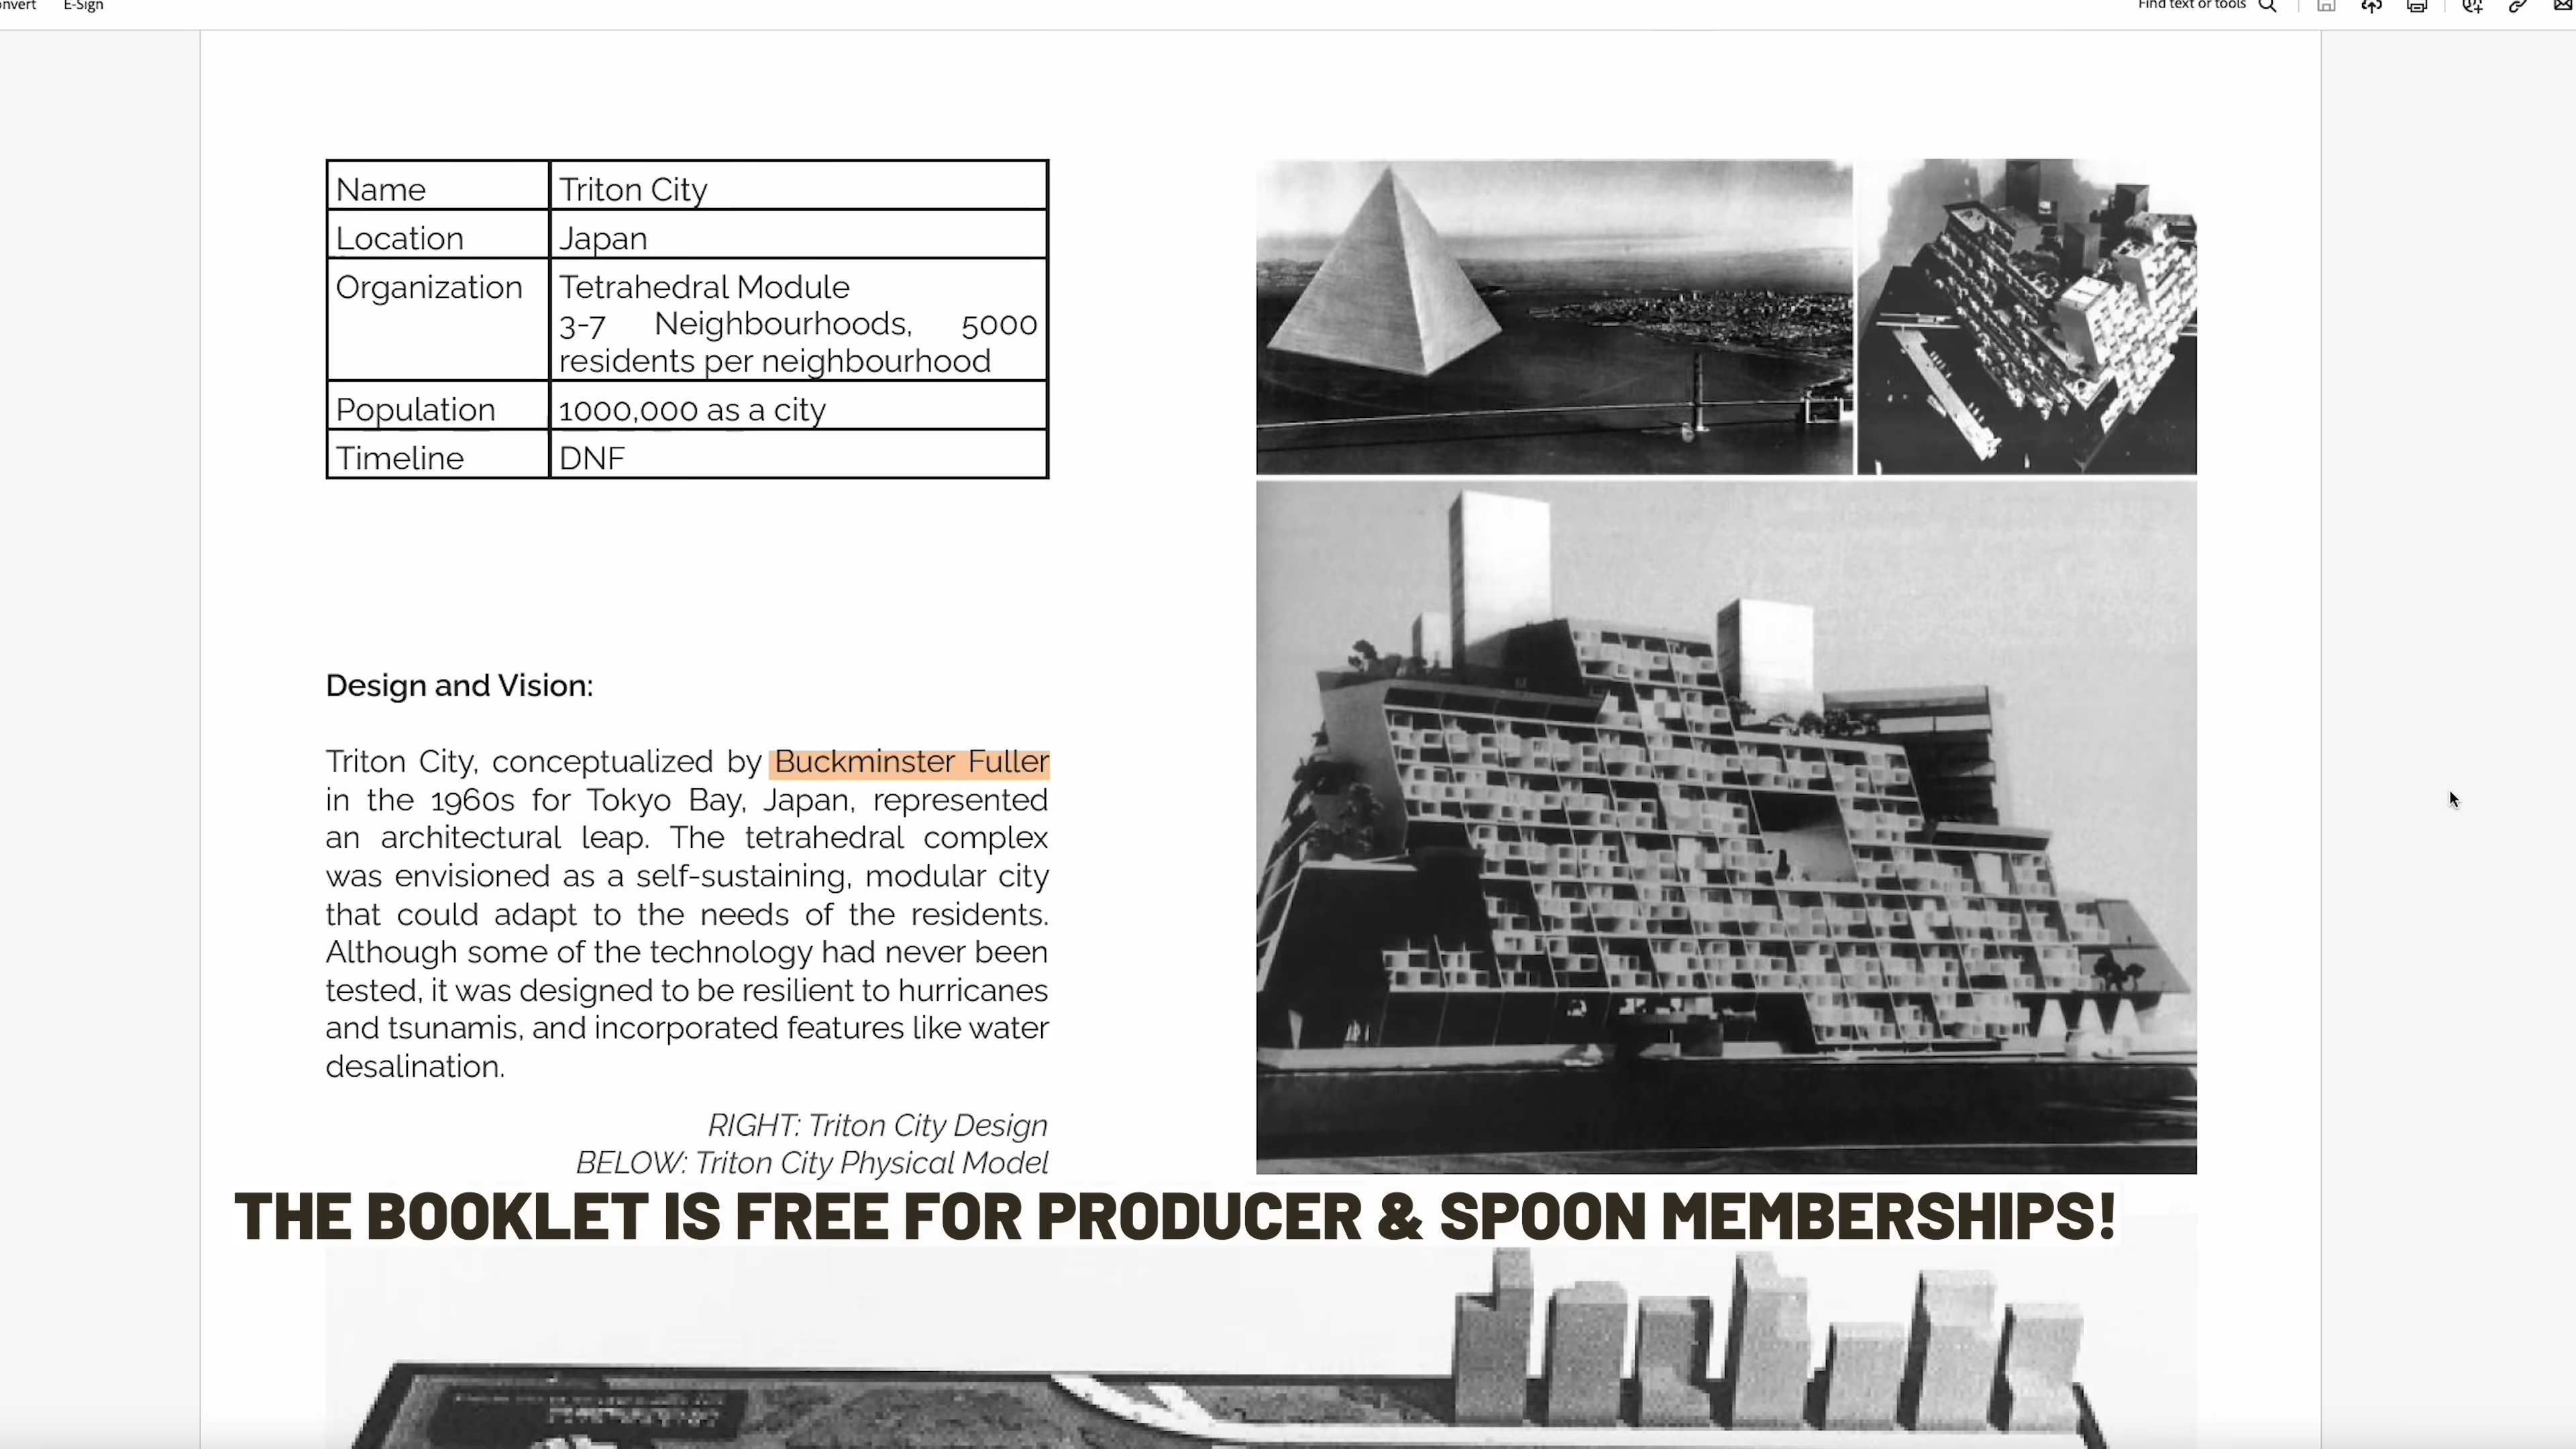 nvert E-Sign
Find text or tools
Name Triton City
Location Japan
Organization Tetrahedral Module
3-7 Neighbourhoods, 5000
residents per neighbourhood
Population 1000,000 as a city
Timeline DNF
Design and Vision:
Triton City, conceptualized by Buckminster Fuller
in the 1960s for Tokyo Bay, Japan, represented
an architectural leap. The tetrahedral complex
was envisioned as a self-sustaining, modular city
that could adapt to the needs of the residents.
Although some of the technology had never been
tested, it was designed to be resilient to hurricanes
and tsunamis, and incorporated features like water
desalination.
RIGHT: Triton City Design
BELOW: Triton City Physical Model
THE BOOKLET IS FREE FOR PRODUCER & SPOON MEMBERSHIPS!